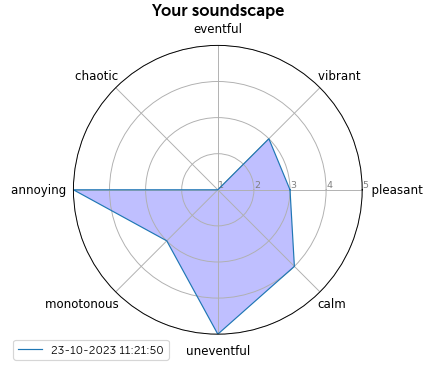 Your soundscape
eventful
chaotic
vibrant
annoying
1 2 3 4 5
pleasant
monotonous
calm
uneventful
23-10-2023 11:21:50